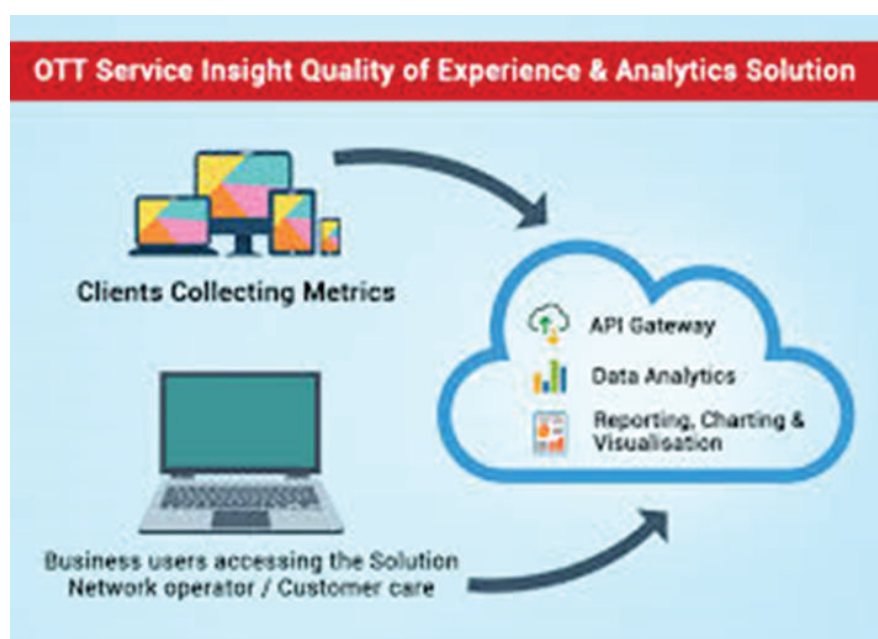 OTT Service Insight Quality of Experience & Analytics Solution
Clients Collecting Metrics
API Gateway
Data Analytics
Reporting, Charting &
Visualisation
Business users accessing the Solution
Network operator / Customer care